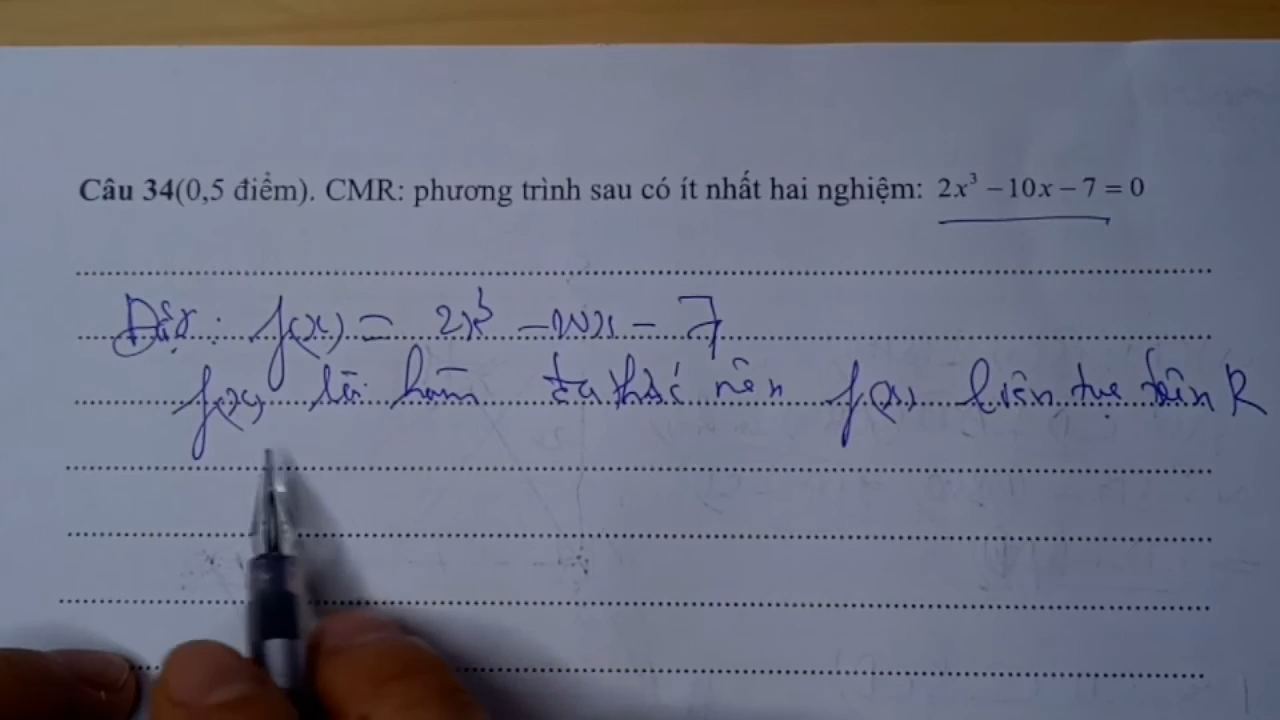 Câu 34(0,5 điểm). CMR: phương trình sau có ít nhất hai nghiệm: 2x³ − 10x − 7 = 0
Đặt: f(x) = 2x³ − 10x − 7
f(x) là hàm đa thức nên f(x) liên tục trên R